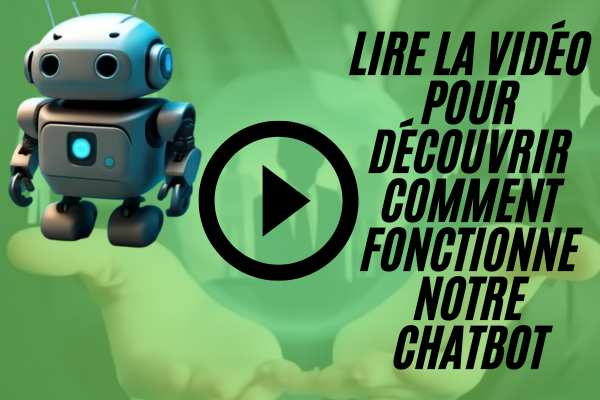 LIRE LA VIDÉO
POUR
DÉCOUVRIR
COMMENT
FONCTIONNE
NOTRE
CHATBOT